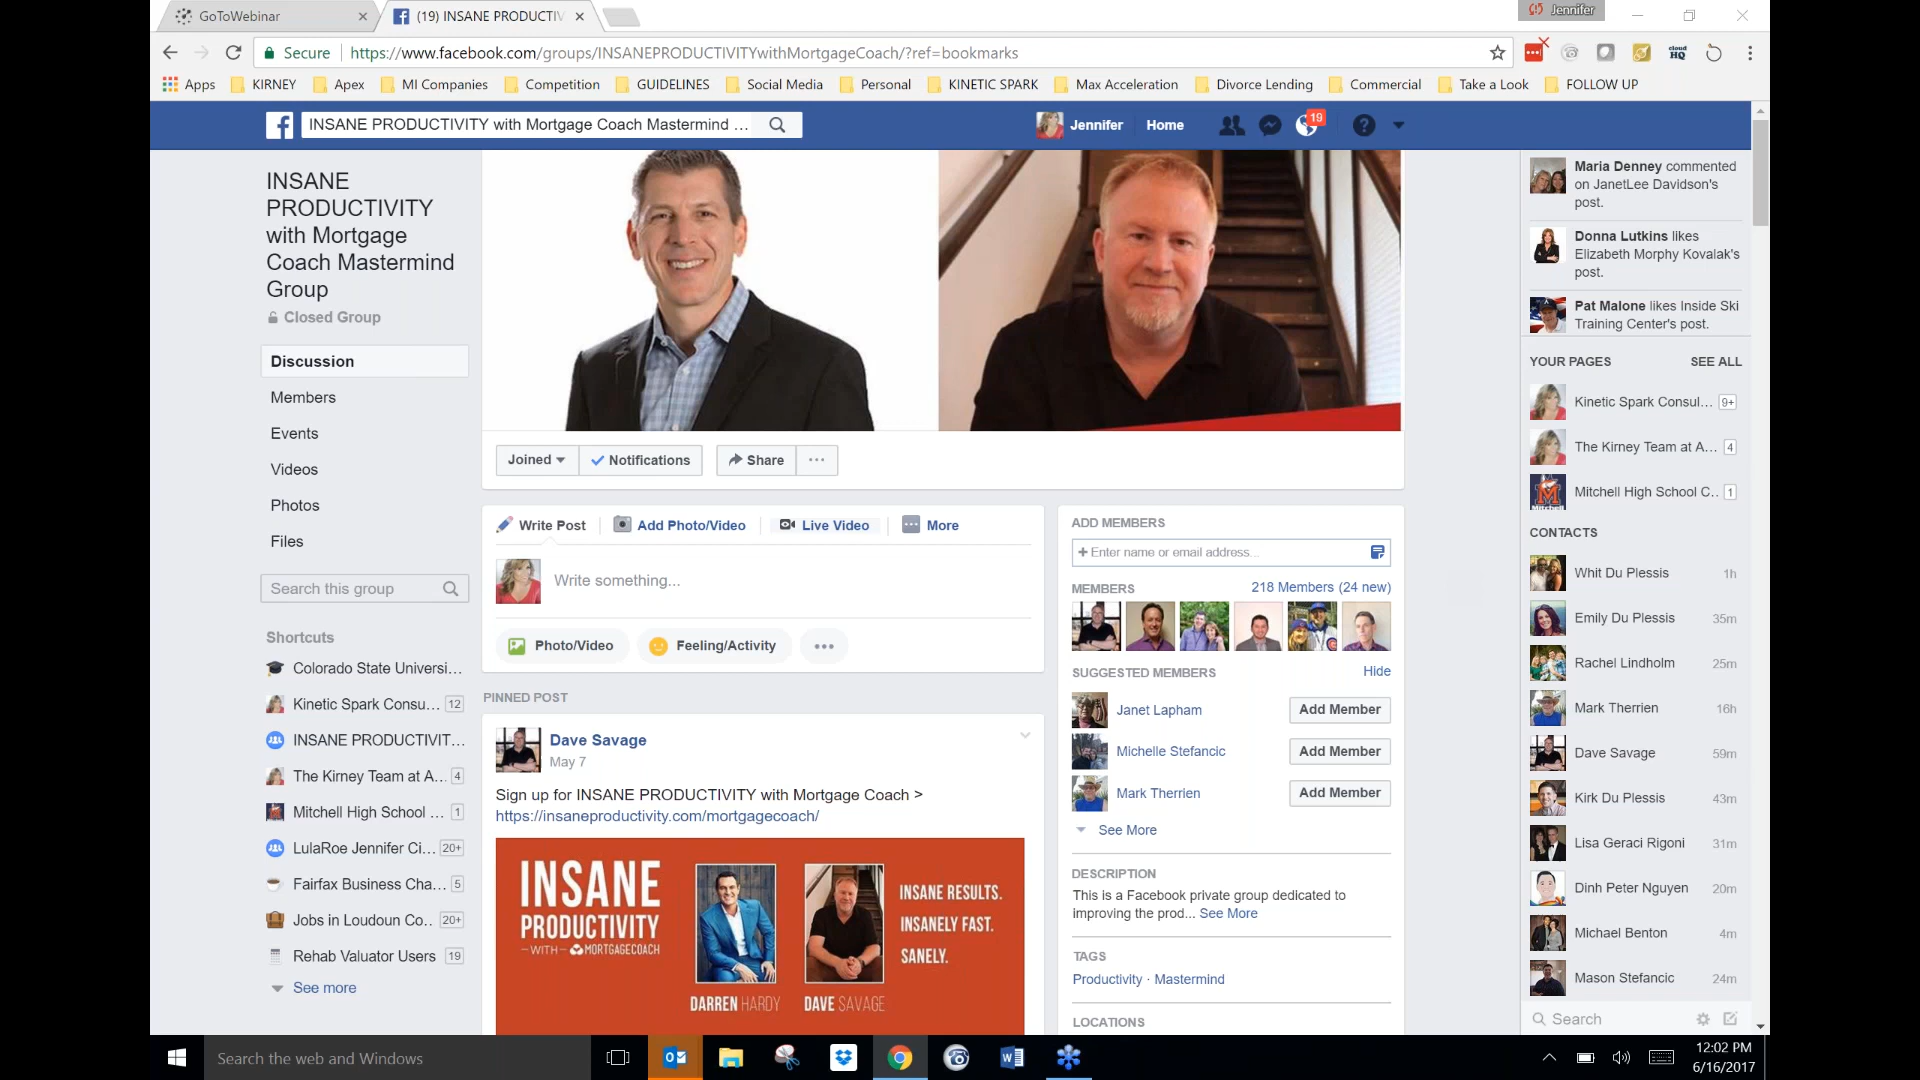 GoToWebinar
(19) INSANE PRODUCTIV
Jennifer
Secure
https://www.facebook.com/groups/INSANEPRODUCTIVITYwithMortgageCoach/?ref=bookmarks
cloud HQ
Apps
KIRNEY
Apex
MI Companies
Competition
GUIDELINES
Social Media
Personal
KINETIC SPARK
Max Acceleration
Divorce Lending
Commercial
Take a Look
FOLLOW UP
INSANE PRODUCTIVITY with Mortgage Coach Mastermind ...
Jennifer
Home
19
INSANE
PRODUCTIVITY
with Mortgage
Coach Mastermind
Group
Closed Group
Discussion
Members
Events
Videos
Photos
Files
Search this group
Shortcuts
Colorado State Universi...
Kinetic Spark Consu... 12
INSANE PRODUCTIVIT...
The Kirney Team at A... 4
Mitchell High School ... 1
LulaRoe Jennifer Ci... 20+
Fairfax Business Cha... 5
Jobs in Loudoun Co... 20+
Rehab Valuator Users 19
See more
Joined
Notifications
Share
Write Post
Add Photo/Video
Live Video
More
Write something...
Photo/Video
Feeling/Activity
PINNED POST
Dave Savage
May 7
Sign up for INSANE PRODUCTIVITY with Mortgage Coach >
https://insaneproductivity.com/mortgagecoach/
INSANE
PRODUCTIVITY
–WITH– MORTGAGECOACH
DARREN HARDY
DAVE SAVAGE
INSANE RESULTS.
INSANELY FAST.
SANELY.
ADD MEMBERS
+ Enter name or email address...
MEMBERS
218 Members (24 new)
SUGGESTED MEMBERS
Hide
Janet Lapham
Add Member
Michelle Stefancic
Add Member
Mark Therrien
Add Member
See More
DESCRIPTION
This is a Facebook private group dedicated to
improving the prod... See More
TAGS
Productivity · Mastermind
LOCATIONS
Maria Denney commented
on JanetLee Davidson's
post.
Donna Lutkins likes
Elizabeth Morphy Kovalak's
post.
Pat Malone likes Inside Ski
Training Center's post.
YOUR PAGES
SEE ALL
Kinetic Spark Consul... 9+
The Kirney Team at A... 4
Mitchell High School C... 1
CONTACTS
Whit Du Plessis 1h
Emily Du Plessis 35m
Rachel Lindholm 25m
Mark Therrien 16h
Dave Savage 59m
Kirk Du Plessis 43m
Lisa Geraci Rigoni 31m
Dinh Peter Nguyen 20m
Michael Benton 4m
Mason Stefancic 24m
Search
Search the web and Windows
12:02 PM
6/16/2017